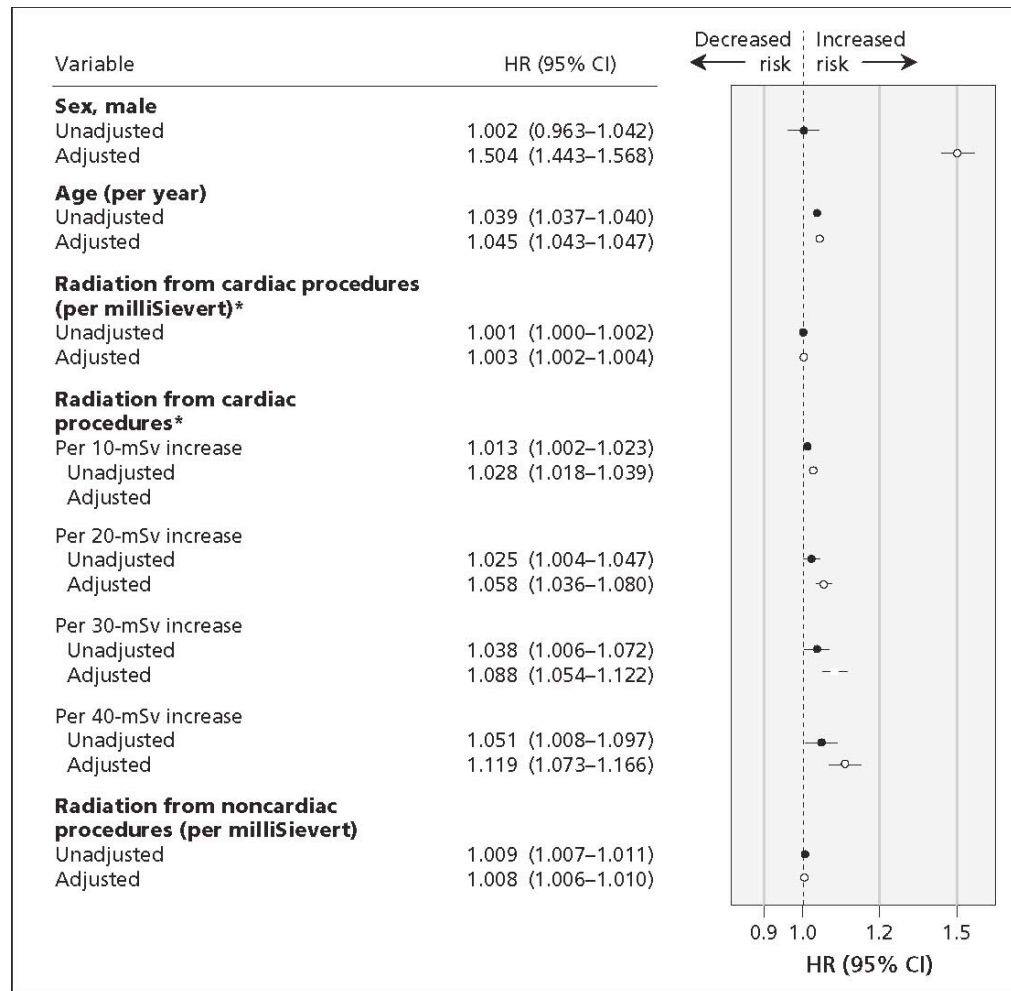 Variable HR (95% CI) Decreased risk Increased risk
Sex, male
Unadjusted 1.002 (0.963–1.042)
Adjusted 1.504 (1.443–1.568)
Age (per year)
Unadjusted 1.039 (1.037–1.040)
Adjusted 1.045 (1.043–1.047)
Radiation from cardiac procedures
(per milliSievert)*
Unadjusted 1.001 (1.000–1.002)
Adjusted 1.003 (1.002–1.004)
Radiation from cardiac
procedures*
Per 10-mSv increase 1.013 (1.002–1.023)
Unadjusted 1.028 (1.018–1.039)
Adjusted
Per 20-mSv increase
Unadjusted 1.025 (1.004–1.047)
Adjusted 1.058 (1.036–1.080)
Per 30-mSv increase
Unadjusted 1.038 (1.006–1.072)
Adjusted 1.088 (1.054–1.122)
Per 40-mSv increase
Unadjusted 1.051 (1.008–1.097)
Adjusted 1.119 (1.073–1.166)
Radiation from noncardiac
procedures (per milliSievert)
Unadjusted 1.009 (1.007–1.011)
Adjusted 1.008 (1.006–1.010)
0.9 1.0 1.2 1.5
HR (95% CI)